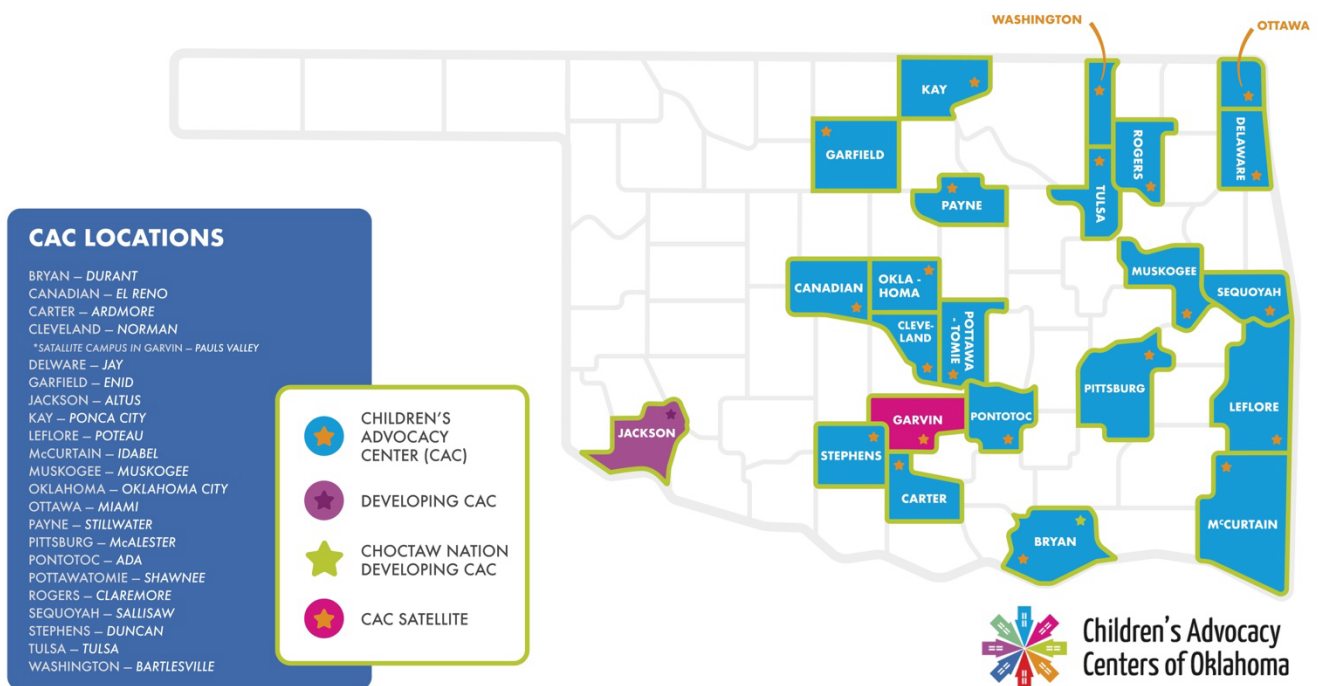 WASHINGTON
OTTAWA
KAY
GARFIELD
PAYNE
ROGERS
TULSA
DELAWARE
CANADIAN
OKLA -
HOMA
CLEVE-
LAND
POTTAWA
- TOMIE
MUSKOGEE
SEQUOYAH
PITTSBURG
LEFLORE
JACKSON
GARVIN
PONTOTOC
STEPHENS
CARTER
BRYAN
McCURTAIN
CAC LOCATIONS
BRYAN – DURANT
CANADIAN – EL RENO
CARTER – ARDMORE
CLEVELAND – NORMAN
*SATALLITE CAMPUS IN GARVIN – PAULS VALLEY
DELWARE – JAY
GARFIELD – ENID
JACKSON – ALTUS
KAY – PONCA CITY
LEFLORE – POTEAU
McCURTAIN – IDABEL
MUSKOGEE – MUSKOGEE
OKLAHOMA – OKLAHOMA CITY
OTTAWA – MIAMI
PAYNE – STILLWATER
PITTSBURG – McALESTER
PONTOTOC – ADA
POTTAWATOMIE – SHAWNEE
ROGERS – CLAREMORE
SEQUOYAH – SALLISAW
STEPHENS – DUNCAN
TULSA – TULSA
WASHINGTON – BARTLESVILLE
CHILDREN'S
ADVOCACY
CENTER (CAC)
DEVELOPING CAC
CHOCTAW NATION
DEVELOPING CAC
CAC SATELLITE
Children's Advocacy
Centers of Oklahoma